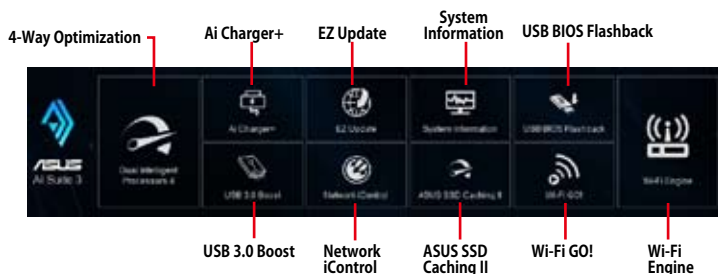 4-Way Optimization
Ai Charger+
EZ Update
System
Information
USB BIOS Flashback
ASUS
AI Suite 3
Dual Intelligent
Processors 4
Ai Charger+
EZ Update
System Information
USB BIOS Flashback
Wi-Fi Engine
USB 3.0 Boost
Network iControl
ASUS SSD Caching II
Wi-Fi GO!
USB 3.0 Boost
Network
iControl
ASUS SSD
Caching II
Wi-Fi GO!
Wi-Fi
Engine